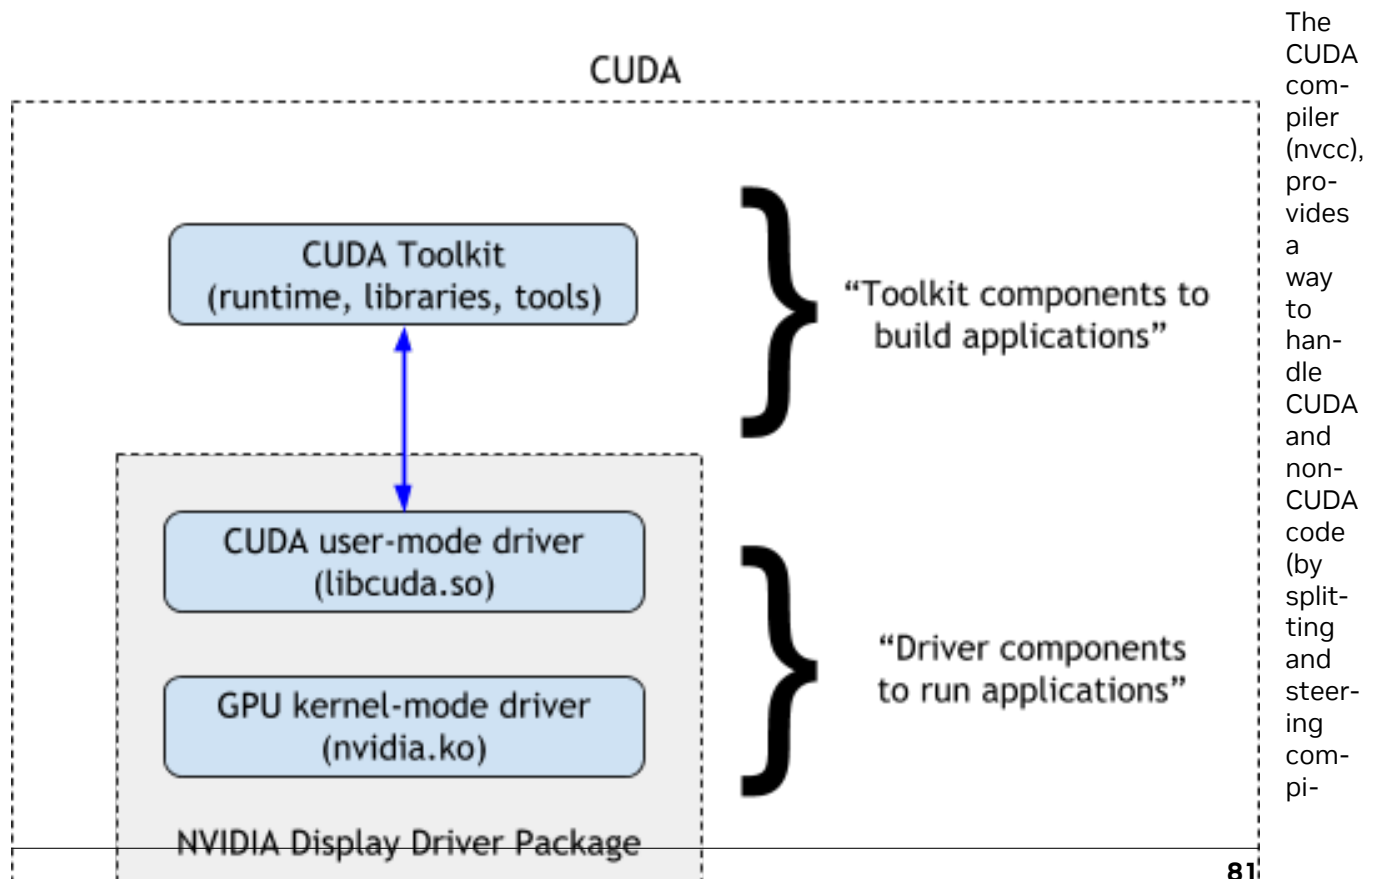 CUDA
CUDA Toolkit
(runtime, libraries, tools)
“Toolkit components to
build applications”
CUDA user-mode driver
(libcuda.so)
GPU kernel-mode driver
(nvidia.ko)
“Driver components
to run applications”
NVIDIA Display Driver Package
The
CUDA
com-
piler
(nvcc),
pro-
vides
a
way
to
han-
dle
CUDA
and
non-
CUDA
code
(by
split-
ting
and
steer-
ing
com-
pi-
81